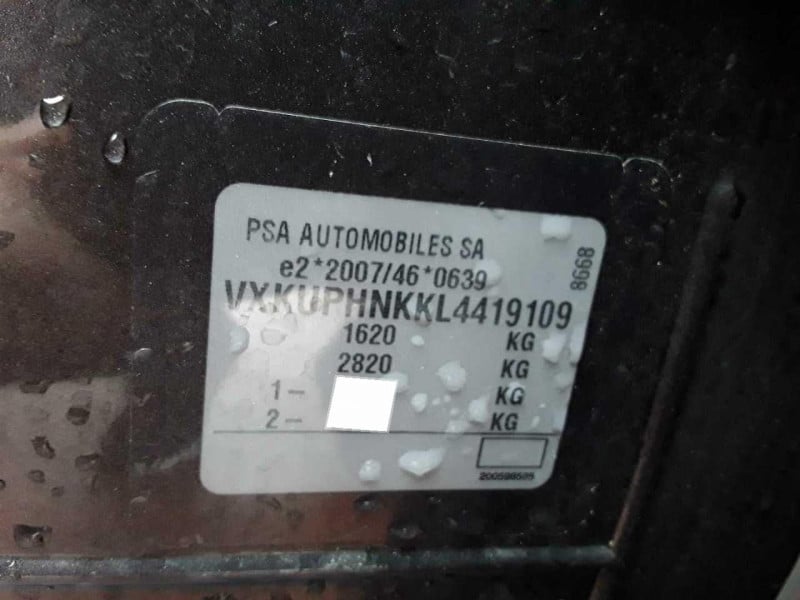 PSA AUTOMOBILES SA
e2*2007/46*0639
VXKUPHNKKL4419109
1620 KG
2820 KG
1- KG
2- KG
8668
200598505